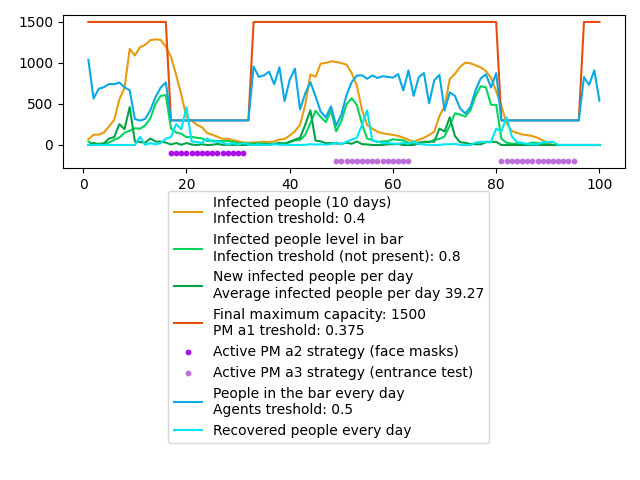 1500
1000
500
0
0 20 40 60 80 100
Infected people (10 days)
Infection treshold: 0.4
Infected people level in bar
Infection treshold (not present): 0.8
New infected people per day
Average infected people per day 39.27
Final maximum capacity: 1500
PM a1 treshold: 0.375
Active PM a2 strategy (face masks)
Active PM a3 strategy (entrance test)
People in the bar every day
Agents treshold: 0.5
Recovered people every day